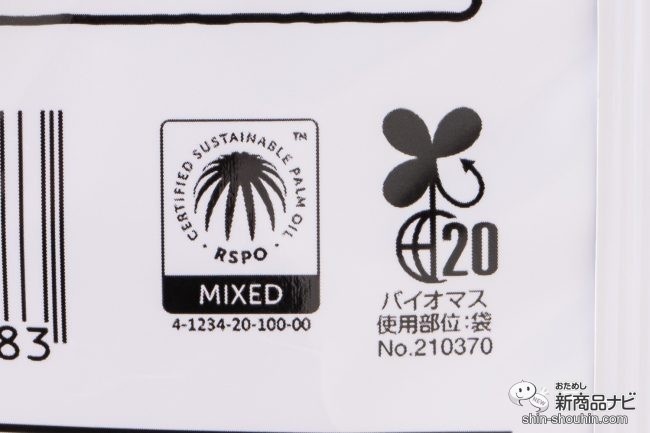 CERTIFIED SUSTAINABLE PALM OIL
TM
RSPO
MIXED
4-1234-20-100-00
20
バイオマス
使用部位:袋
No.210370
83
NEW
おためし
新商品ナビ
shin-shouhin.com